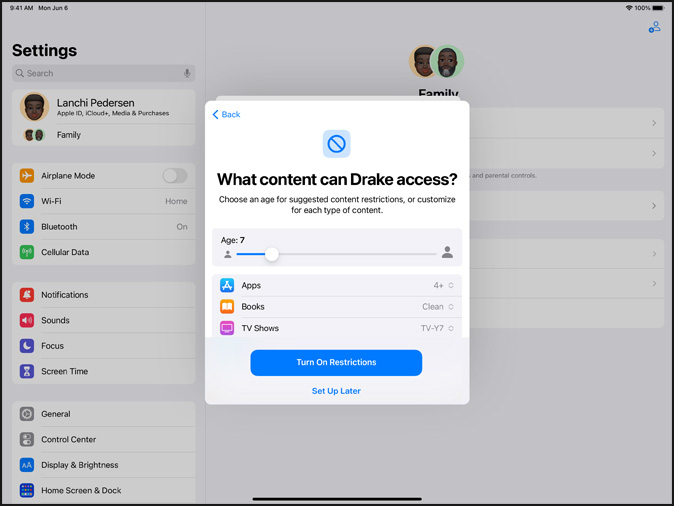 9:41 AM Mon Jun 6
100%
Settings
Search
Lanchi Pedersen
Apple ID, iCloud+, Media & Purchases
Family
Airplane Mode
Wi-Fi Home
Bluetooth On
Cellular Data
Notifications
Sounds
Focus
Screen Time
General
Control Center
AA Display & Brightness
Home Screen & Dock
Family
and parental controls.
Back
What content can Drake access?
Choose an age for suggested content restrictions, or customize
for each type of content.
Age: 7
Apps 4+
Books Clean
TV Shows TV-Y7
Turn On Restrictions
Set Up Later